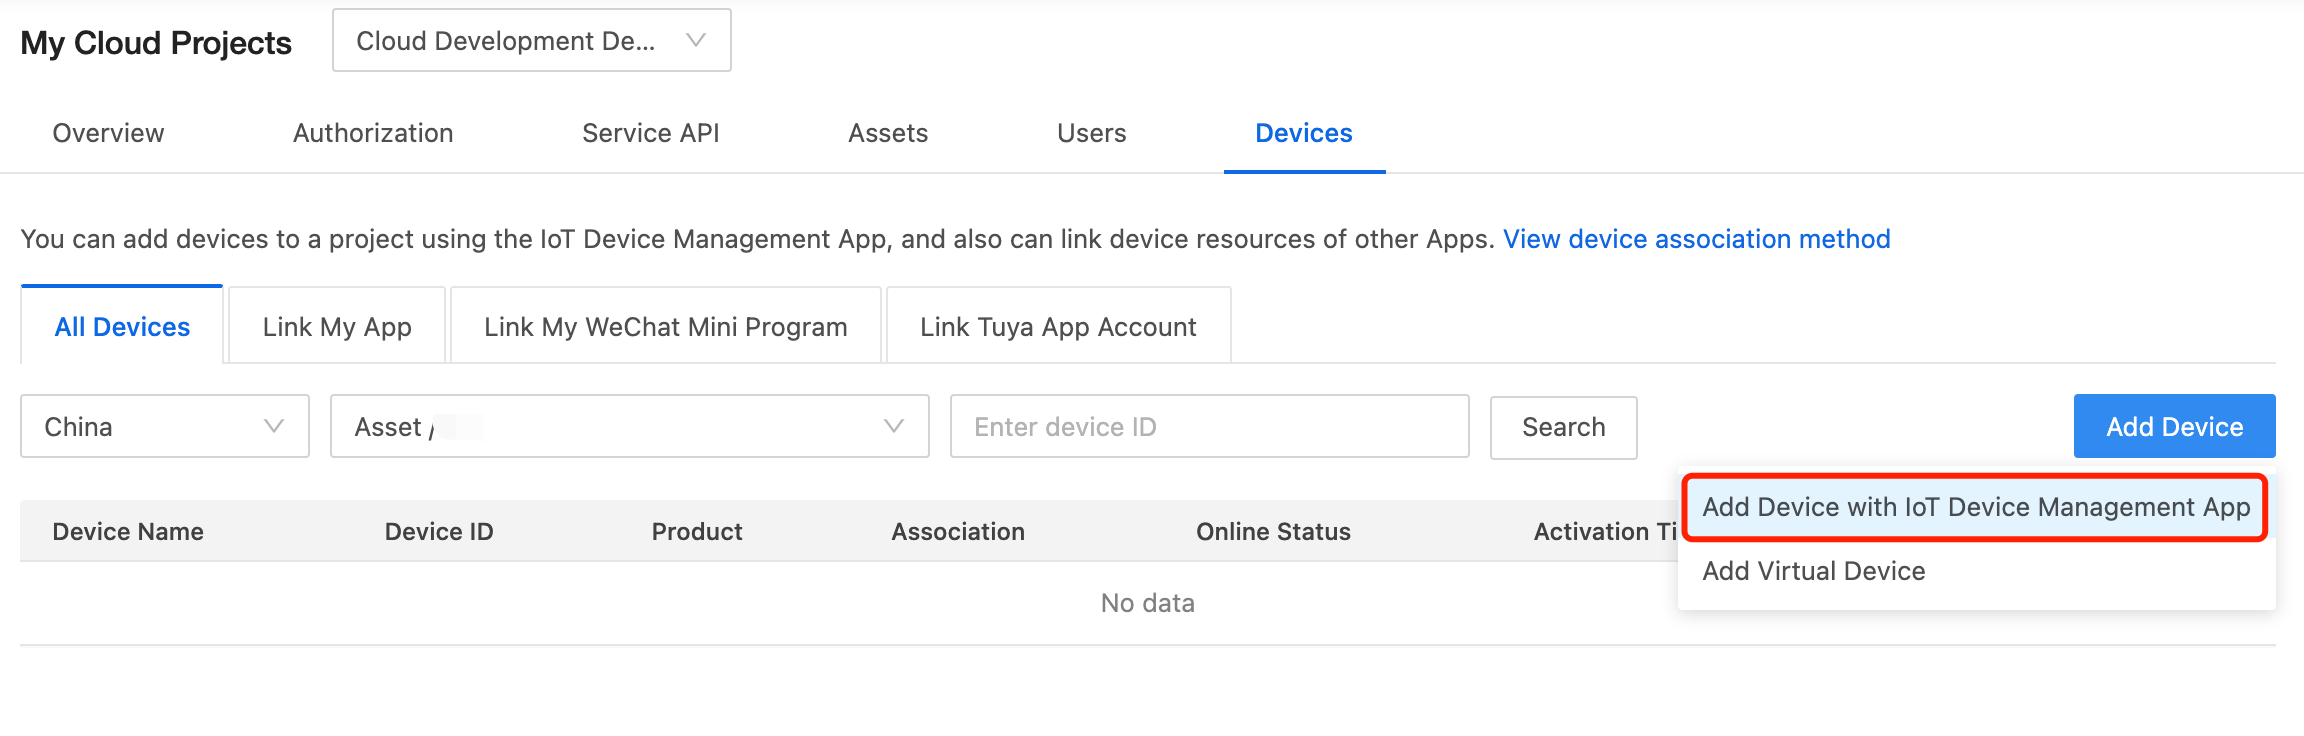 My Cloud Projects
Cloud Development De...
Overview Authorization Service API Assets Users Devices
You can add devices to a project using the IoT Device Management App, and also can link device resources of other Apps. View device association method
All Devices Link My App Link My WeChat Mini Program Link Tuya App Account
China Asset / Enter device ID Search Add Device
Add Device with IoT Device Management App
Device Name Device ID Product Association Online Status Activation Ti
Add Virtual Device
No data